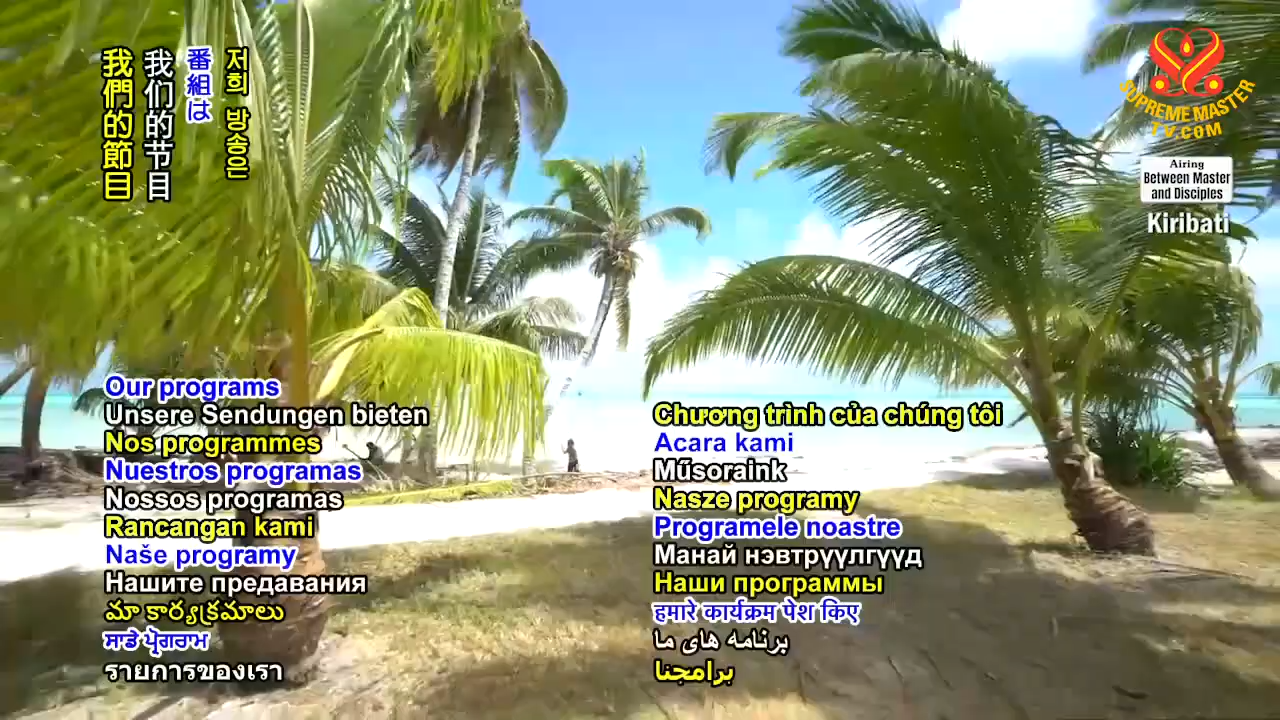 我們的節目
我们的节目
番組は
저희 방송은
SUPREME MASTER
TV.COM
Airing
Between Master
and Disciples
Kiribati
Our programs
Unsere Sendungen bieten
Nos programmes
Nuestros programas
Nossos programas
Rancangan kami
Naše programy
Нашите предавания
మా కార్యక్రమాలు
ਸਾਡੇ ਪ੍ਰੋਗਰਾਮ
รายการของเรา
Chương trình của chúng tôi
Acara kami
Műsoraink
Nasze programy
Programele noastre
Манай нэвтрүүлгүүд
Наши программы
हमारे कार्यक्रम पेश किए
برنامه های ما
برامجنا